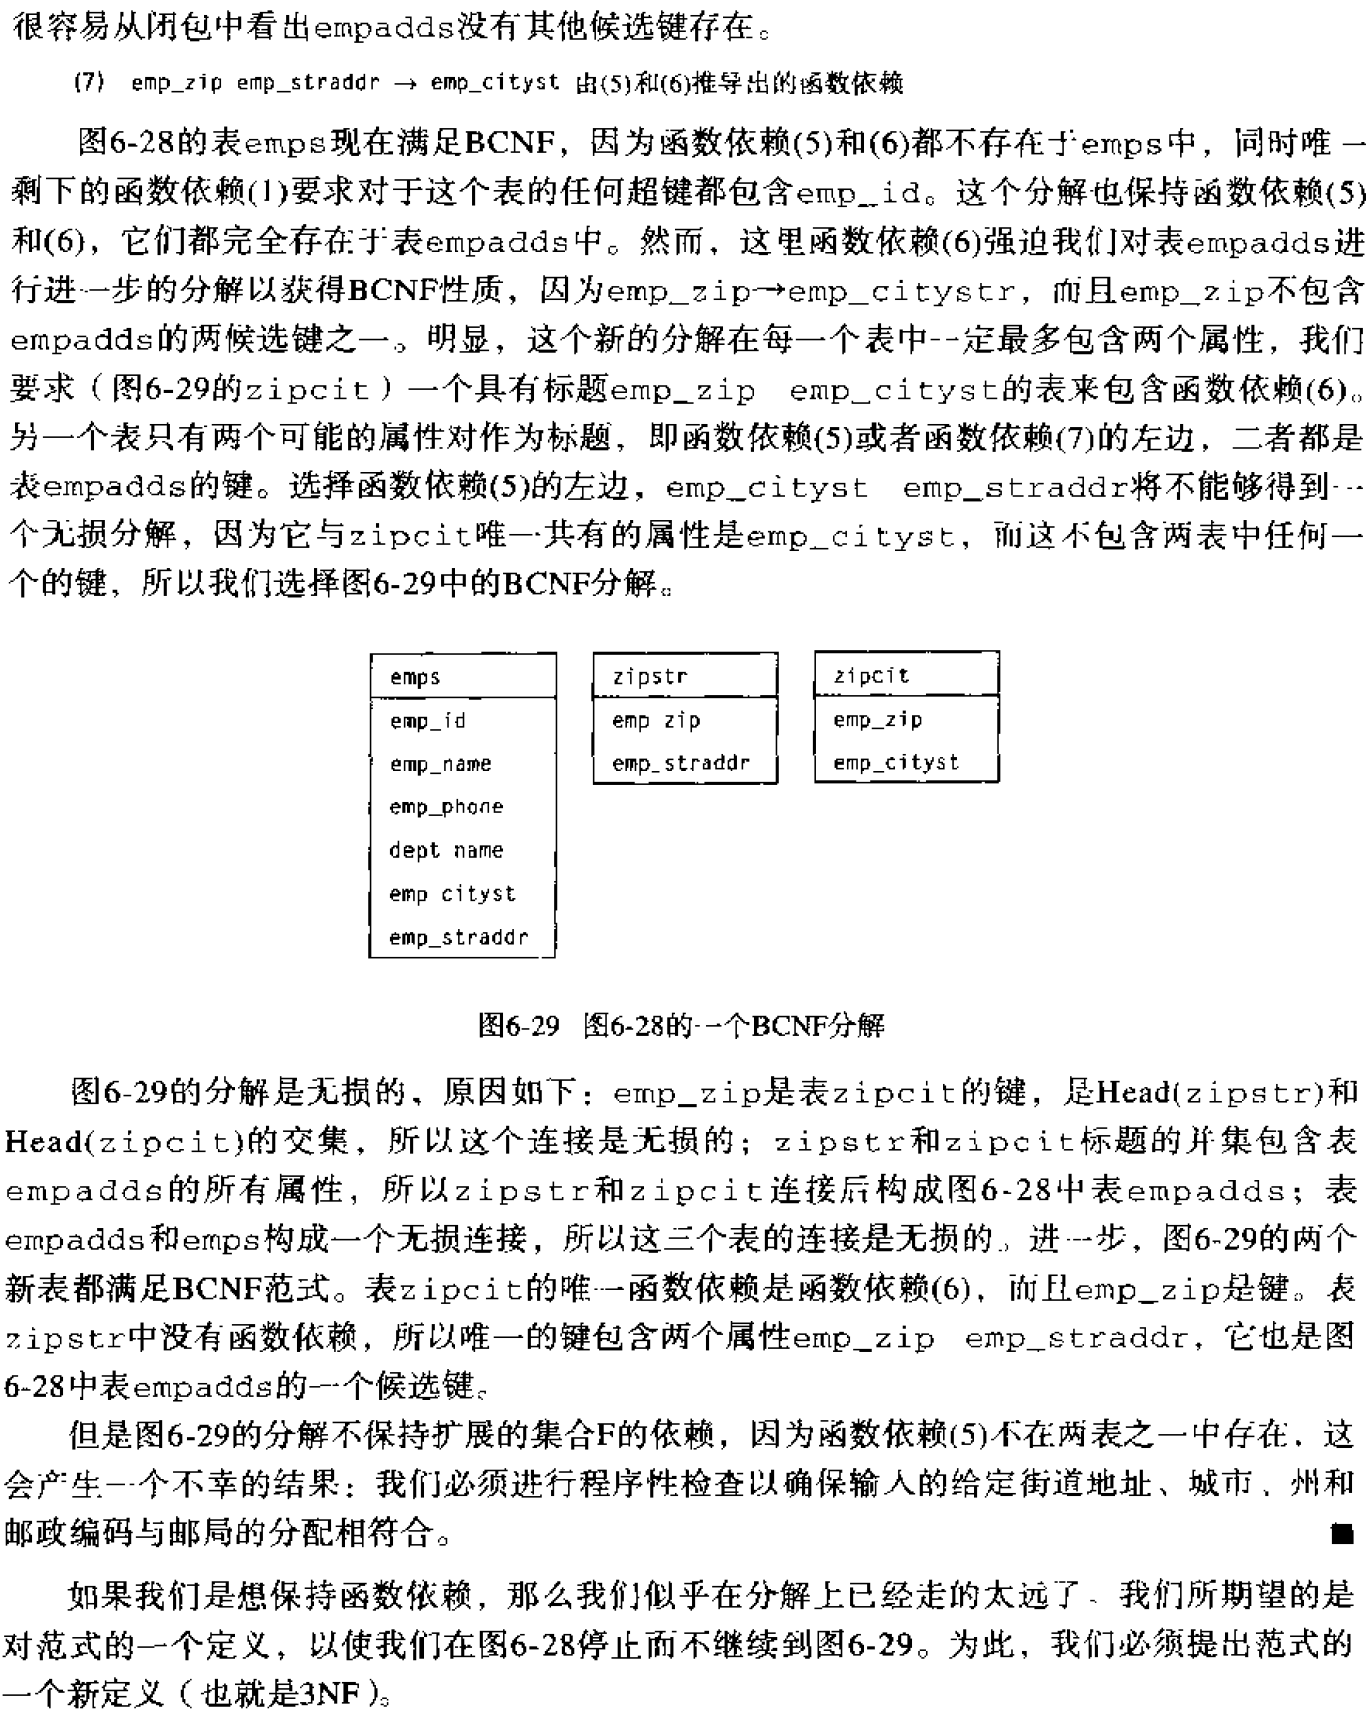 很容易从闭包中看出empadds没有其他候选键存在。
(7) emp_zip emp_straddr → emp_cityst 由(5)和(6)推导出的函数依赖
图6-28的表emps现在满足BCNF，因为函数依赖(5)和(6)都不存在于emps中，同时唯一
剩下的函数依赖(1)要求对于这个表的任何超键都包含emp_id。这个分解也保持函数依赖(5)
和(6)，它们都完全存在于表empadds中。然而，这里函数依赖(6)强迫我们对表empadds进
行进一步的分解以获得BCNF性质，因为emp_zip→emp_citystr，而且emp_zip不包含
empadds的两候选键之一。明显，这个新的分解在每一个表中一定最多包含两个属性，我们
要求（图6-29的zipcit）一个具有标题emp_zip emp_cityst的表来包含函数依赖(6)。
另一个表只有两个可能的属性对作为标题，即函数依赖(5)或者函数依赖(7)的左边，二者都是
表empadds的键。选择函数依赖(5)的左边，emp_cityst emp_straddr将不能够得到一
个无损分解，因为它与zipcit唯一共有的属性是emp_cityst，而这不包含两表中任何一
个的键，所以我们选择图6-29中的BCNF分解。
emps zipstr zipcit
emp_id emp zip emp_zip
emp_name emp_straddr emp_cityst
emp_phone
dept name
emp cityst
emp_straddr
图6-29 图6-28的一个BCNF分解
图6-29的分解是无损的，原因如下：emp_zip是表zipcit的键，是Head(zipstr)和
Head(zipcit)的交集，所以这个连接是无损的；zipstr和zipcit标题的并集包含表
empadds的所有属性，所以zipstr和zipcit连接后构成图6-28中表empadds；表
empadds和emps构成一个无损连接，所以这三个表的连接是无损的。进一步，图6-29的两个
新表都满足BCNF范式。表zipcit的唯一函数依赖是函数依赖(6)，而且emp_zip是键。表
zipstr中没有函数依赖，所以唯一的键包含两个属性emp_zip emp_straddr，它也是图
6-28中表empadds的一个候选键。
但是图6-29的分解不保持扩展的集合F的依赖，因为函数依赖(5)不在两表之一中存在，这
会产生一个不幸的结果：我们必须进行程序性检查以确保输入的给定街道地址、城市、州和
邮政编码与邮局的分配相符合。 ■
如果我们是想保持函数依赖，那么我们似乎在分解上已经走的太远了。我们所期望的是
对范式的一个定义，以使我们在图6-28停止而不继续到图6-29。为此，我们必须提出范式的
一个新定义（也就是3NF）。